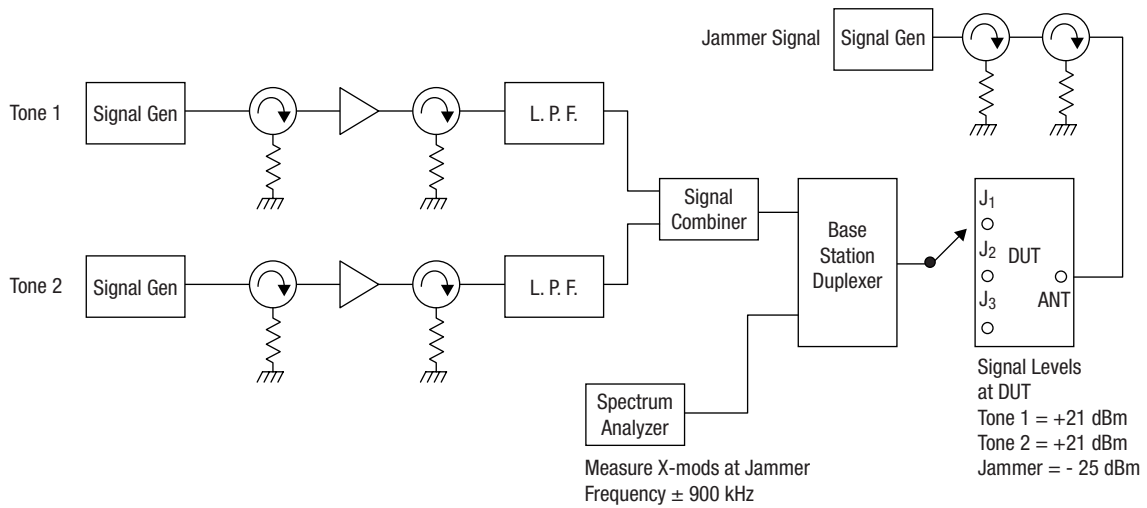 Jammer Signal
Signal Gen
Tone 1
Signal Gen
L. P. F.
Signal
Combiner
Base
Station
Duplexer
J1
J2
DUT
J3
ANT
Tone 2
Signal Gen
L. P. F.
Spectrum
Analyzer
Measure X-mods at Jammer
Frequency ± 900 kHz
Signal Levels
at DUT
Tone 1 = +21 dBm
Tone 2 = +21 dBm
Jammer = - 25 dBm